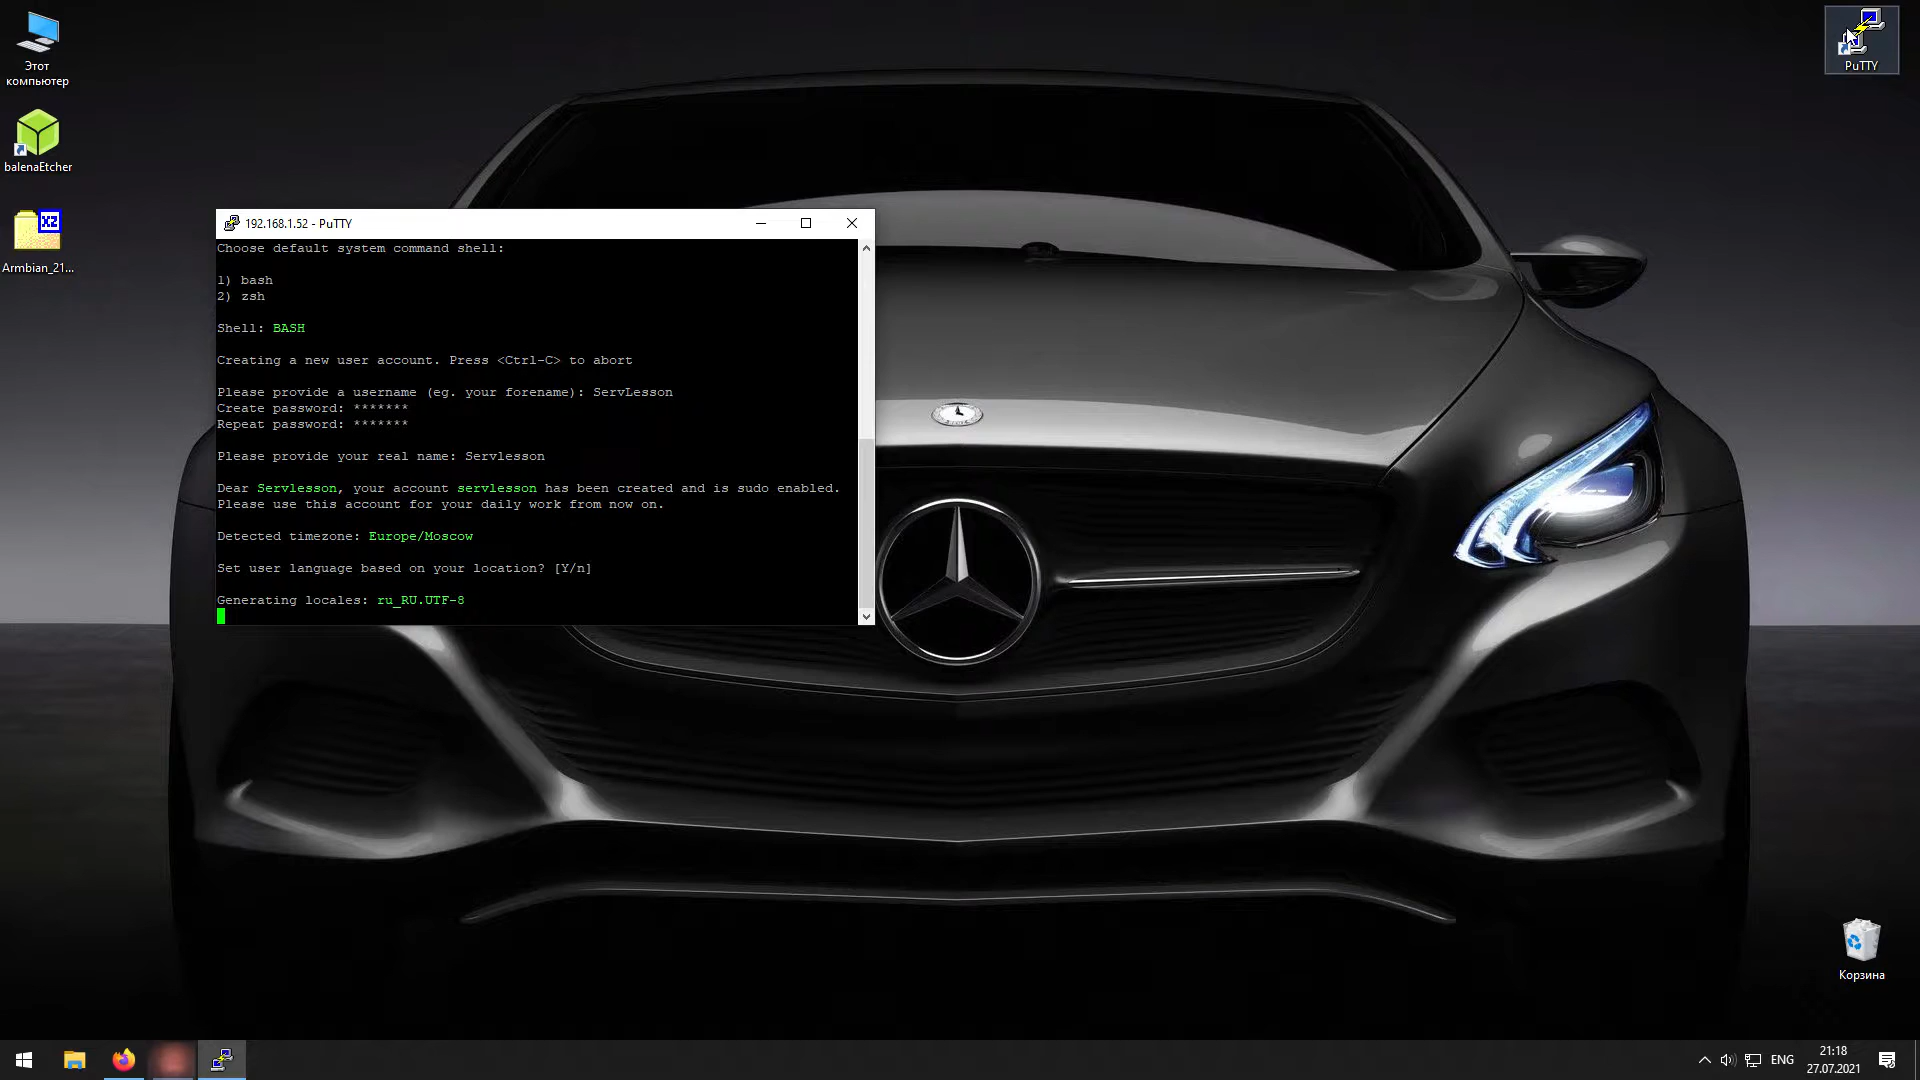 Этот
компьютер
balenaEtcher
XZ
Armbian_21...
PuTTY
192.168.1.52 - PuTTY
Choose default system command shell:
1) bash
2) zsh
Shell: BASH
Creating a new user account. Press <Ctrl-C> to abort
Please provide a username (eg. your forename): ServLesson
Create password: *******
Repeat password: *******
Please provide your real name: Servlesson
Dear Servlesson, your account servlesson has been created and is sudo enabled.
Please use this account for your daily work from now on.
Detected timezone: Europe/Moscow
Set user language based on your location? [Y/n]
Generating locales: ru_RU.UTF-8
Корзина
ENG
21:18
27.07.2021